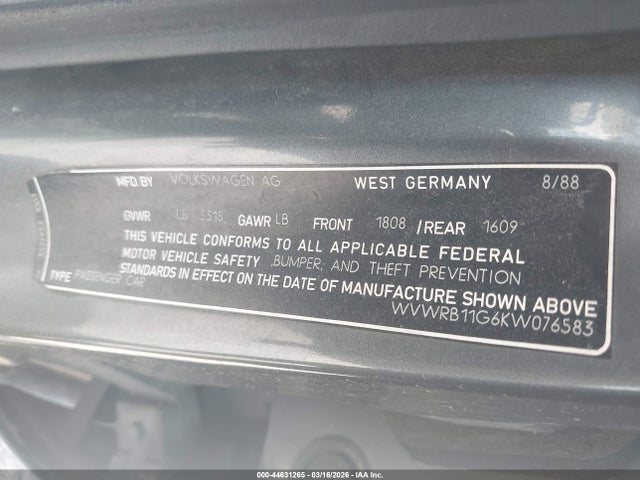 MFD.BY VOLKSWAGEN AG WEST GERMANY 8/88
GVWR LB 3318 GAWR LB FRONT 1808 /REAR 1609
THIS VEHICLE CONFORMS TO ALL APPLICABLE FEDERAL
MOTOR VEHICLE SAFETY ,BUMPER, AND THEFT PREVENTION
STANDARDS IN EFFECT ON THE DATE OF MANUFACTURE SHOWN ABOVE
TYPE PASSENGER CAR WVWRB11G6KW076583
000-44631265 - 03/16/2026 - IAA Inc.